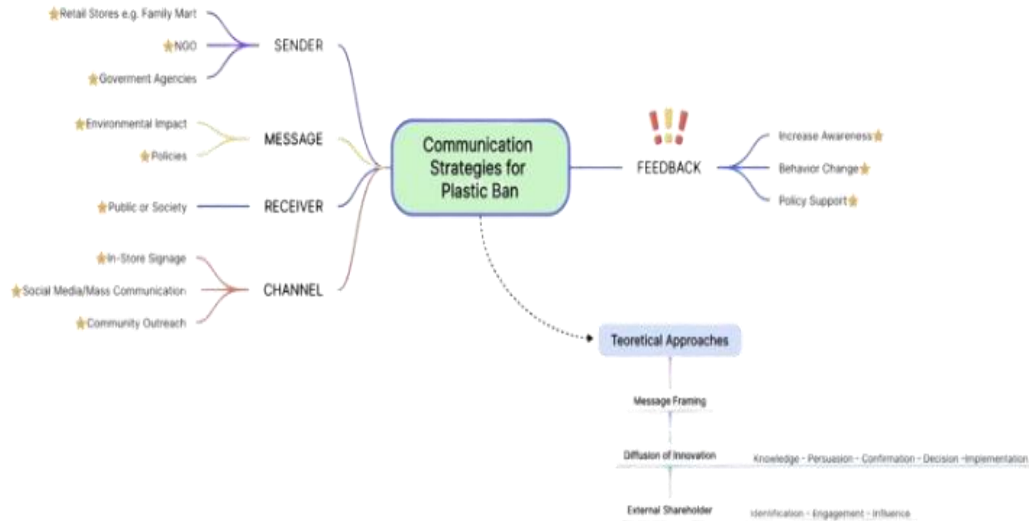 Retail Stores e.g. Family Mart
NGO
Goverment Agencies
SENDER
Environmental Impact
Policies
MESSAGE
Public or Society
RECEIVER
In-Store Signage
Social Media/Mass Communication
Community Outreach
CHANNEL
Communication
Strategies for
Plastic Ban
FEEDBACK
Increase Awareness
Behavior Change
Policy Support
Teoretical Approaches
Message Framing
Diffusion of Innovation
Knowledge - Persuasion - Confirmation - Decision -Implementation
External Shareholder
Identification - Engagement - Influence